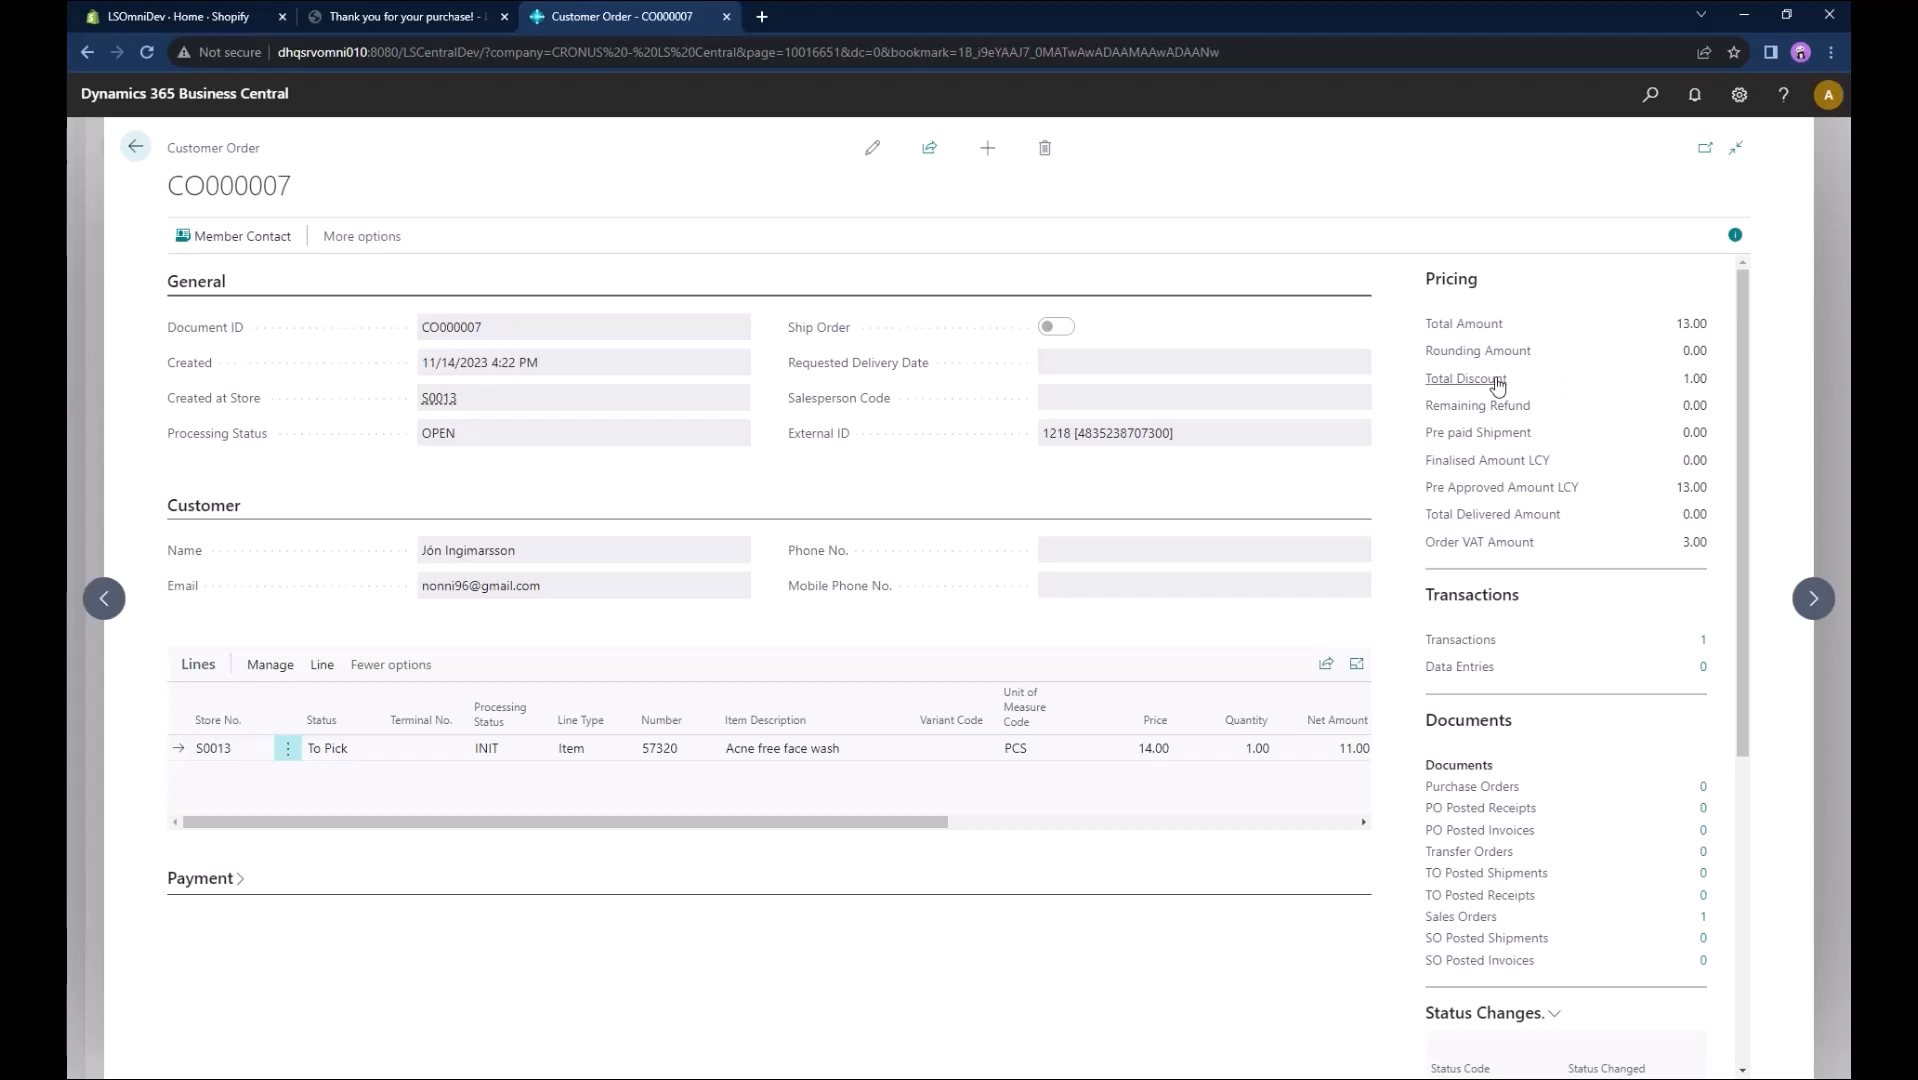 LSOmniDev · Home · Shopify
Thank you for your purchase! - L
Customer Order - CO000007
Not secure
dhqsrvomni010:8080/LSCentralDev/?company=CRONUS%20-%20LS%20Central&page=10016651&dc=0&bookmark=1B_i9eYAAJ7_0MATwAwADAAMAAwADAANw
Dynamics 365 Business Central
A
Customer Order
CO000007
Member Contact
More options
General
Document ID
CO000007
Created
11/14/2023 4:22 PM
Created at Store
S0013
Processing Status
OPEN
Ship Order
Requested Delivery Date
Salesperson Code
External ID
1218 [4835238707300]
Customer
Name
Jón Ingimarsson
Email
nonni96@gmail.com
Phone No.
Mobile Phone No.
Lines
Manage
Line
Fewer options
Store No.
Status
Terminal No.
Processing
Status
Line Type
Number
Item Description
Variant Code
Unit of
Measure
Code
Price
Quantity
Net Amount
S0013
To Pick
INIT
Item
57320
Acne free face wash
PCS
14.00
1.00
11.00
Payment
Pricing
Total Amount 13.00
Rounding Amount 0.00
Total Discount 1.00
Remaining Refund 0.00
Pre paid Shipment 0.00
Finalised Amount LCY 0.00
Pre Approved Amount LCY 13.00
Total Delivered Amount 0.00
Order VAT Amount 3.00
Transactions
Transactions 1
Data Entries 0
Documents
Documents
Purchase Orders 0
PO Posted Receipts 0
PO Posted Invoices 0
Transfer Orders 0
TO Posted Shipments 0
TO Posted Receipts 0
Sales Orders 1
SO Posted Shipments 0
SO Posted Invoices 0
Status Changes.
Status Code
Status Changed